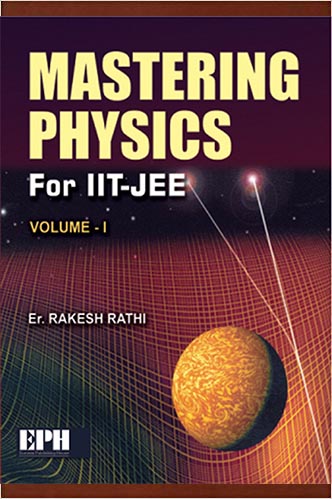 MASTERING
PHYSICS
For IIT-JEE
VOLUME - I
Er. RAKESH RATHI
EPH